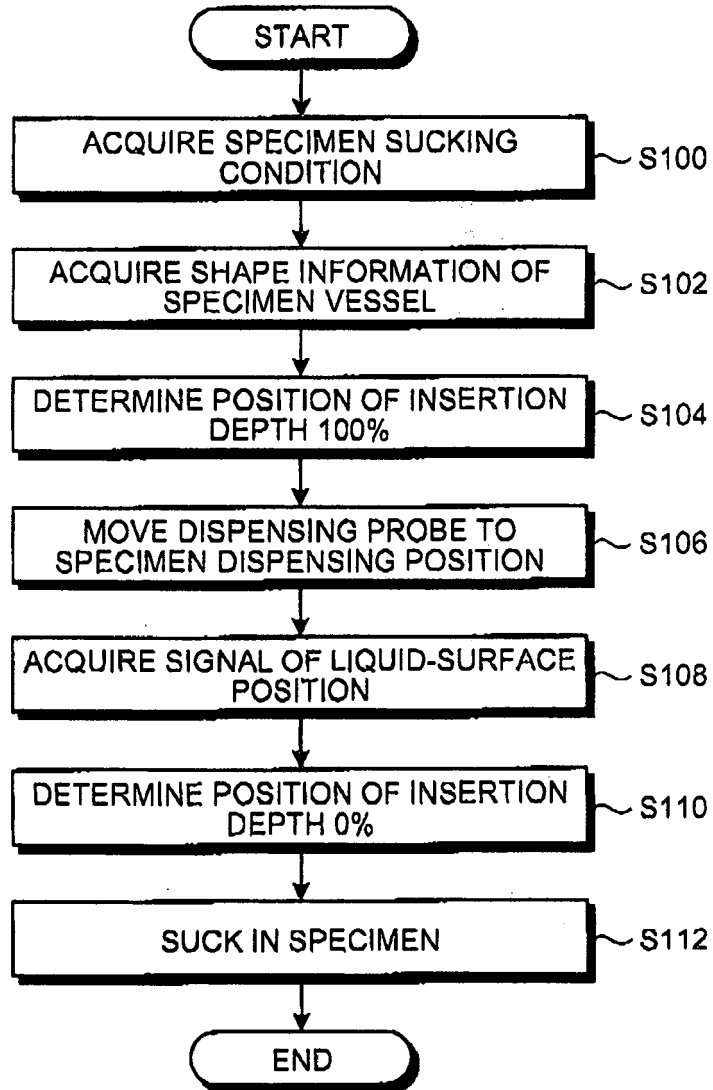 START
ACQUIRE SPECIMEN SUCKING
CONDITION
S100
ACQUIRE SHAPE INFORMATION OF
SPECIMEN VESSEL
S102
DETERMINE POSITION OF INSERTION
DEPTH 100%
S104
MOVE DISPENSING PROBE TO
SPECIMEN DISPENSING POSITION
S106
ACQUIRE SIGNAL OF LIQUID-SURFACE
POSITION
S108
DETERMINE POSITION OF INSERTION
DEPTH 0%
S110
SUCK IN SPECIMEN
S112
END